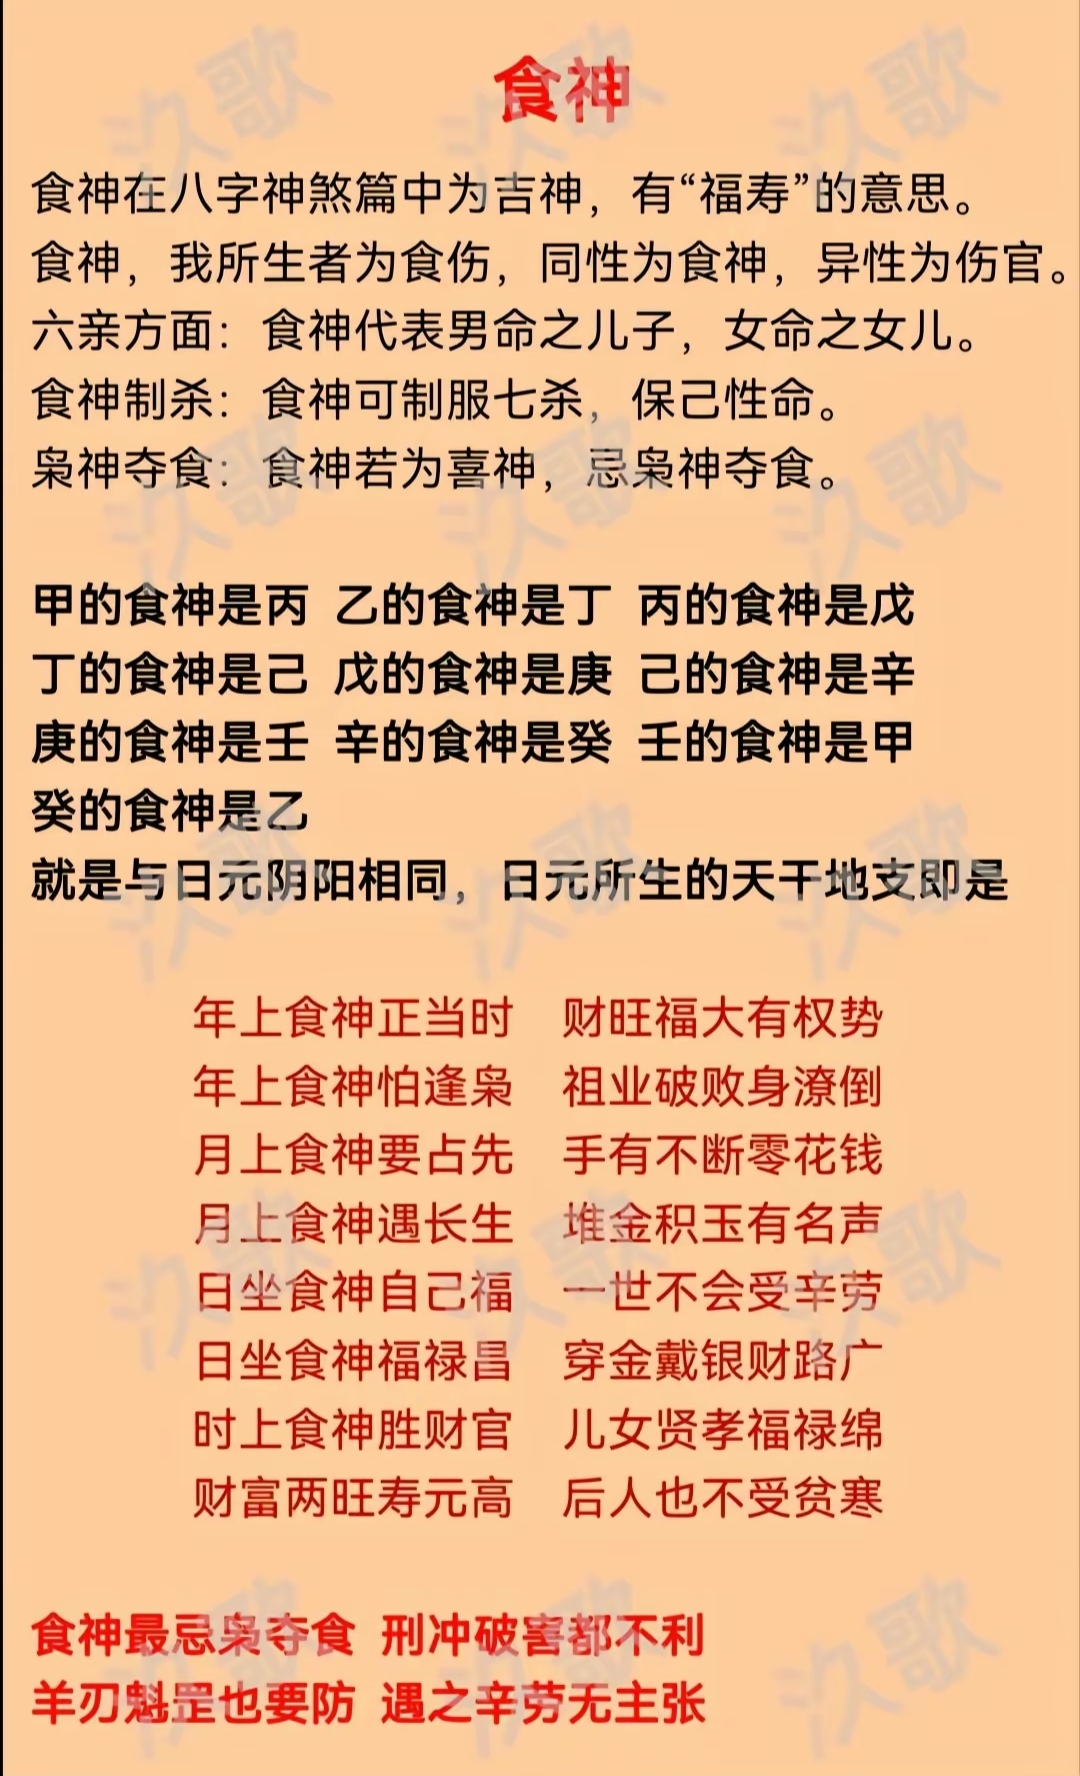 食神
食神在八字神煞篇中为吉神，有“福寿”的意思。
食神，我所生者为食伤，同性为食神，异性为伤官。
六亲方面：食神代表男命之儿子，女命之女儿。
食神制杀：食神可制服七杀，保己性命。
枭神夺食：食神若为喜神，忌枭神夺食。
甲的食神是丙 乙的食神是丁 丙的食神是戊
丁的食神是己 戊的食神是庚 己的食神是辛
庚的食神是壬 辛的食神是癸 壬的食神是甲
癸的食神是乙
就是与日元阴阳相同，日元所生的天干地支即是
年上食神正当时 财旺福大有权势
年上食神怕逢枭 祖业破败身潦倒
月上食神要占先 手有不断零花钱
月上食神遇长生 堆金积玉有名声
日坐食神自己福 一世不会受辛劳
日坐食神福禄昌 穿金戴银财路广
时上食神胜财官 儿女贤孝福禄绵
财富两旺寿元高 后人也不受贫寒
食神最忌枭夺食 刑冲破害都不利
羊刃魁罡也要防 遇之辛劳无主张